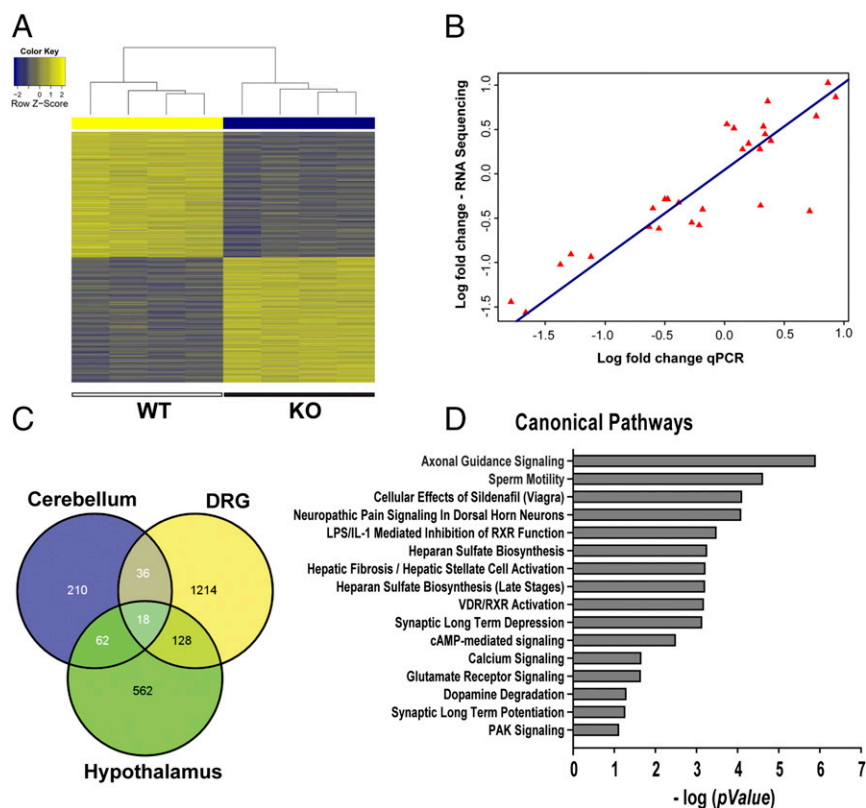 A
Color Key
-2 0 1 2
Row Z-Score
WT
KO
B
Log fold change - RNA Sequencing
1.0
0.5
0.0
-0.5
-1.0
-1.5
-1.5 -1.0 -0.5 0.0 0.5 1.0
Log fold change qPCR
C
Cerebellum
DRG
210
36
1214
18
62
128
562
Hypothalamus
D
Canonical Pathways
Axonal Guidance Signaling
Sperm Motility
Cellular Effects of Sildenafil (Viagra)
Neuropathic Pain Signaling In Dorsal Horn Neurons
LPS/IL-1 Mediated Inhibition of RXR Function
Heparan Sulfate Biosynthesis
Hepatic Fibrosis / Hepatic Stellate Cell Activation
Heparan Sulfate Biosynthesis (Late Stages)
VDR/RXR Activation
Synaptic Long Term Depression
cAMP-mediated signaling
Calcium Signaling
Glutamate Receptor Signaling
Dopamine Degradation
Synaptic Long Term Potentiation
PAK Signaling
0 1 2 3 4 5 6 7
- log (pValue)